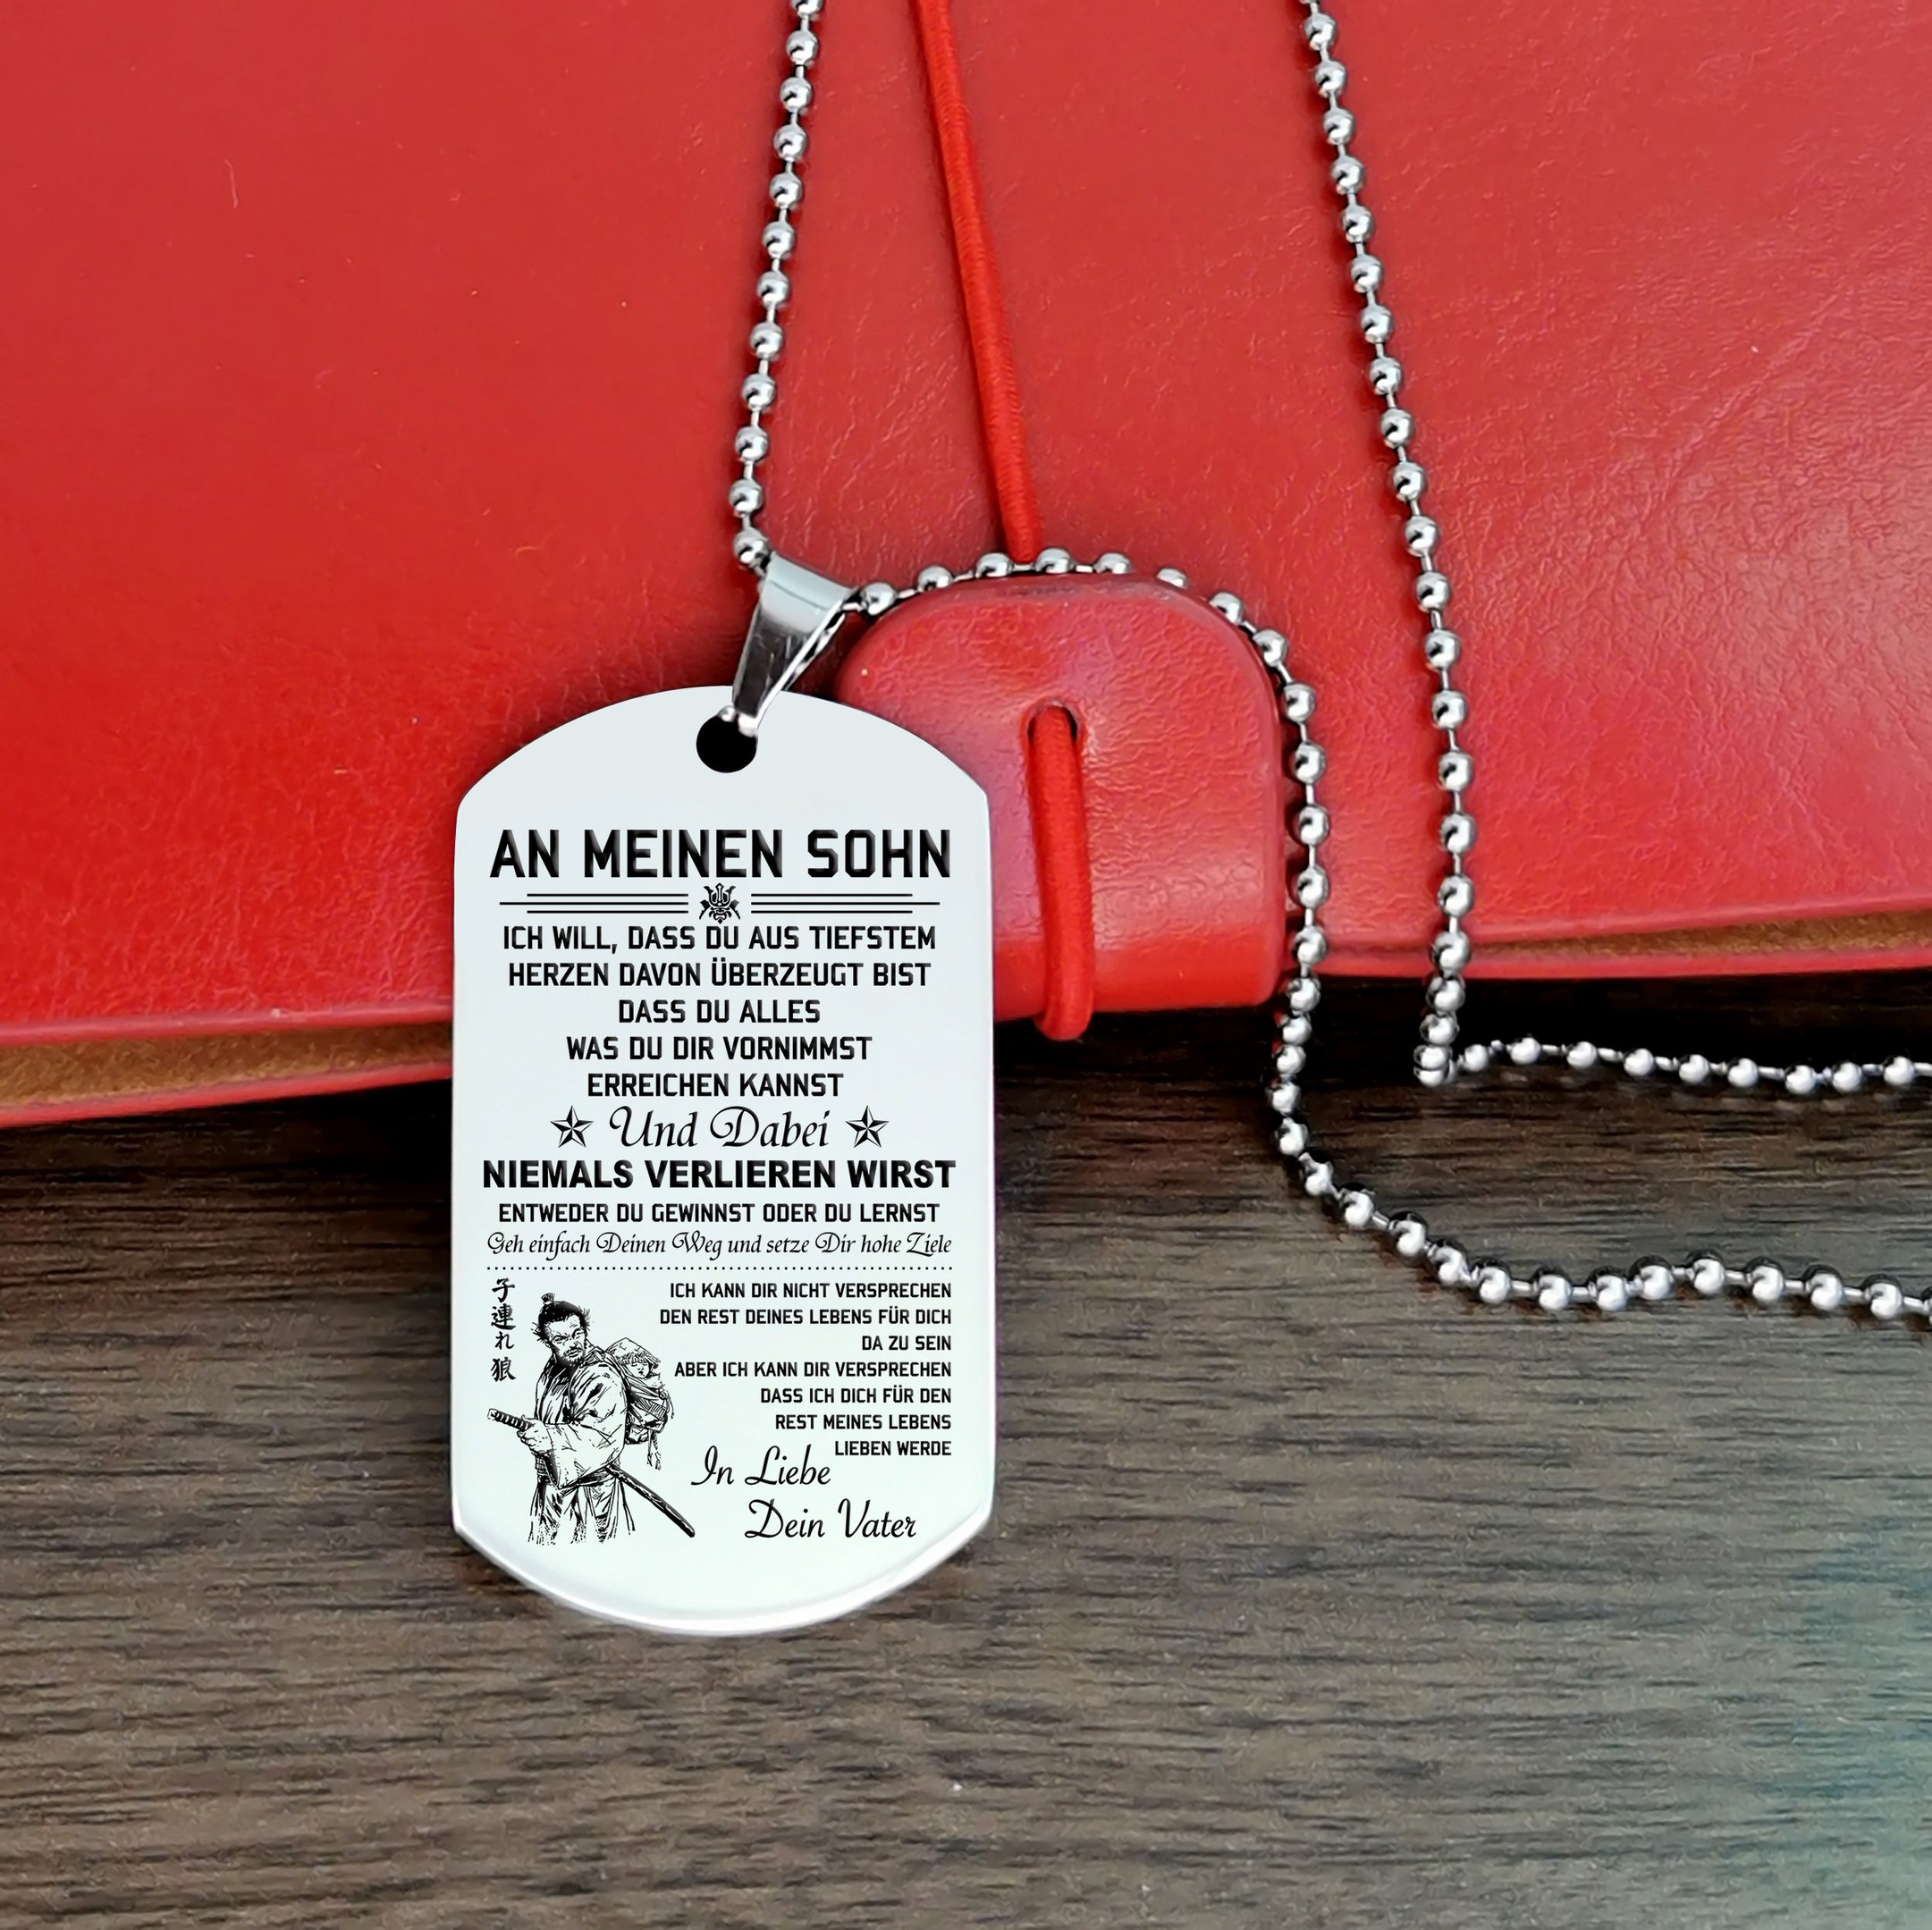 AN MEINEN SOHN
ICH WILL, DASS DU AUS TIEFSTEM
HERZEN DAVON ÜBERZEUGT BIST
DASS DU ALLES
WAS DU DIR VORNIMMST
ERREICHEN KANNST
Und Dabei
NIEMALS VERLIEREN WIRST
ENTWEDER DU GEWINNST ODER DU LERNST
Geh einfach Deinen Weg und setze Dir hohe Ziele
子連れ狼
ICH KANN DIR NICHT VERSPRECHEN
DEN REST DEINES LEBENS FÜR DICH
DA ZU SEIN
ABER ICH KANN DIR VERSPRECHEN
DASS ICH DICH FÜR DEN
REST MEINES LEBENS
LIEBEN WERDE
In Liebe
Dein Vater